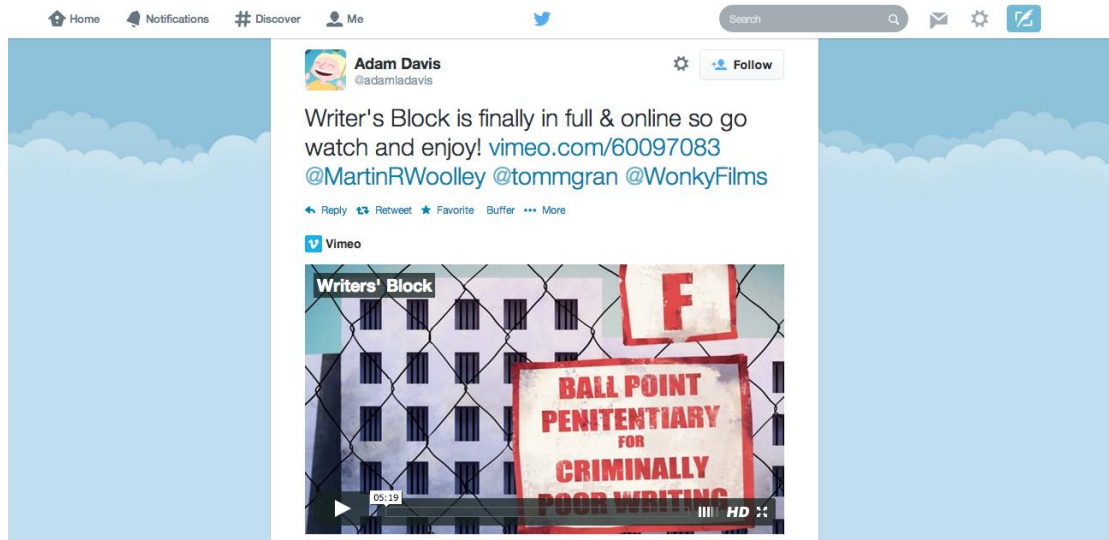 Home Notifications Discover Me Search
Adam Davis
@adamiadavis
Follow
Writer's Block is finally in full & online so go
watch and enjoy! vimeo.com/60097083
@MartinRWoolley @tommgran @WonkyFilms
Reply Retweet Favorite Buffer More
Vimeo
Writers' Block
F
BALL POINT
PENITENTIARY
FOR
CRIMINALLY
POOR WRITING
05:19
HD